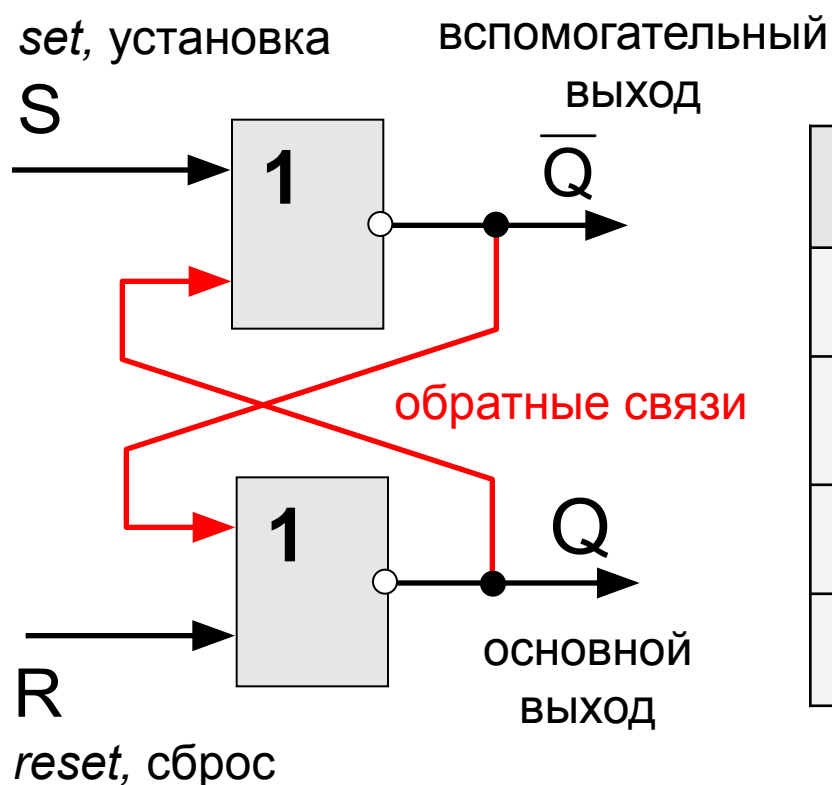 set, установка
вспомогательный
выход
S
1
Q̅
обратные связи
1
Q
основной
выход
R
reset, сброс